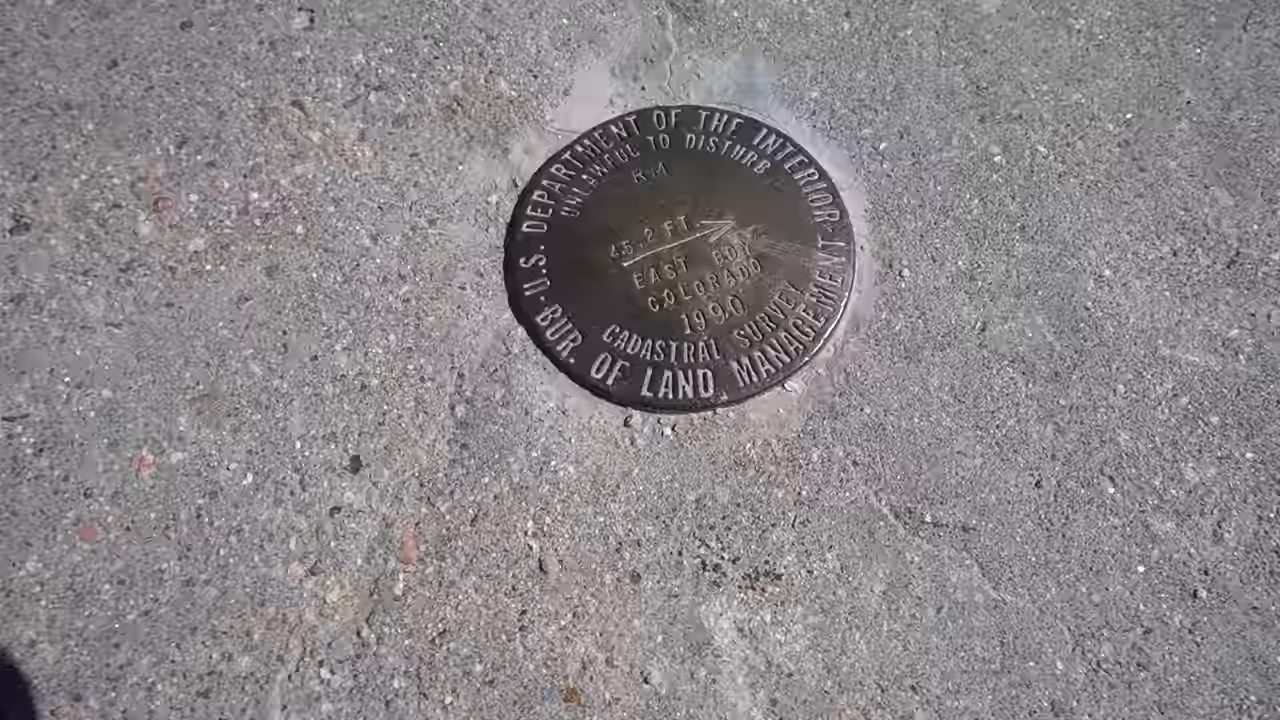 U.S. DEPARTMENT OF THE INTERIOR
UNLAWFUL TO DISTURB
RM
45.2 FT.
EAST BDY
COLORADO
1990
CADASTRAL SURVEY
BUR. OF LAND MANAGEMENT